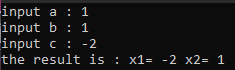 input a : 1
input b : 1
input c : -2
the result is : x1= -2 x2= 1